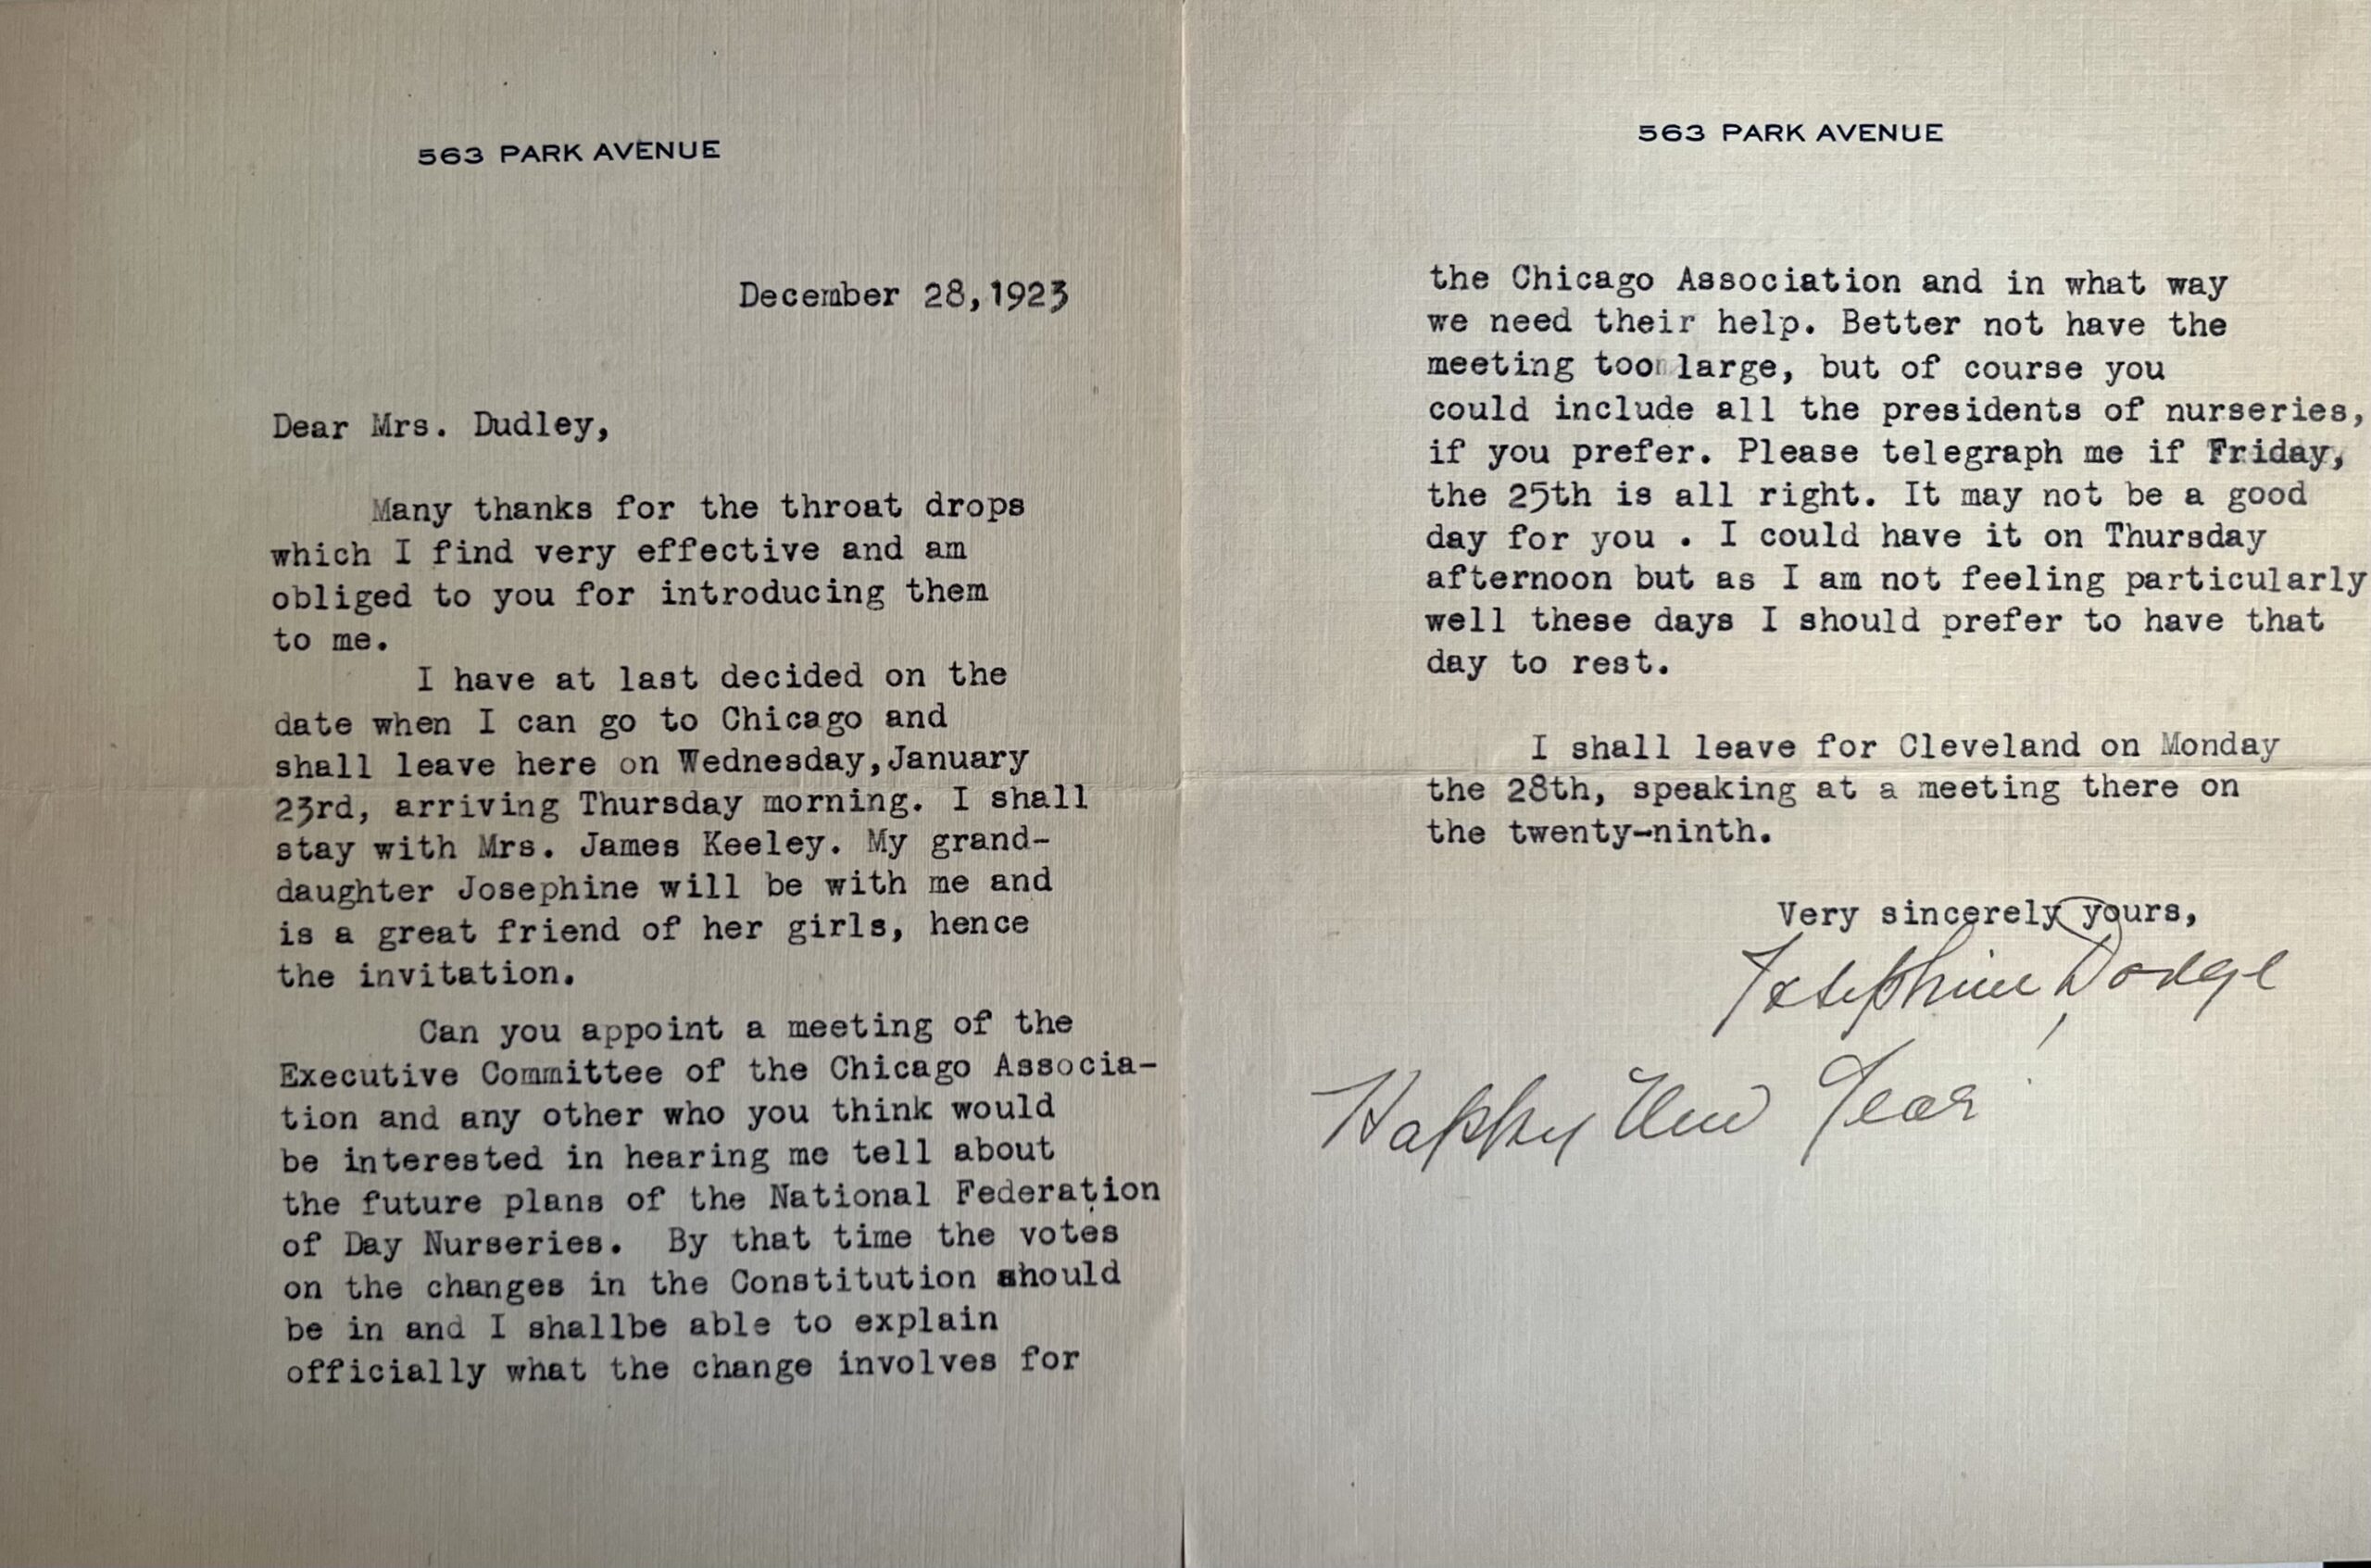 563 PARK AVENUE
December 28,1923
Dear Mrs. Dudley,
Many thanks for the throat drops
which I find very effective and am
obliged to you for introducing them
to me.
I have at last decided on the
date when I can go to Chicago and
shall leave here on Wednesday,January
23rd, arriving Thursday morning. I shall
stay with Mrs. James Keeley. My grand-
daughter Josephine will be with me and
is a great friend of her girls, hence
the invitation.
Can you appoint a meeting of the
Executive Committee of the Chicago Associa-
tion and any other who you think would
be interested in hearing me tell about
the future plans of the National Federation
of Day Nurseries. By that time the votes
on the changes in the Constitution should
be in and I shallbe able to explain
officially what the change involves for
563 PARK AVENUE
the Chicago Association and in what way
we need their help. Better not have the
meeting too large, but of course you
could include all the presidents of nurseries,
if you prefer. Please telegraph me if Friday,
the 25th is all right. It may not be a good
day for you . I could have it on Thursday
afternoon but as I am not feeling particularly
well these days I should prefer to have that
day to rest.
I shall leave for Cleveland on Monday
the 28th, speaking at a meeting there on
the twenty-ninth.
Very sincerely yours,
Josephine Dodge
Happy New Year